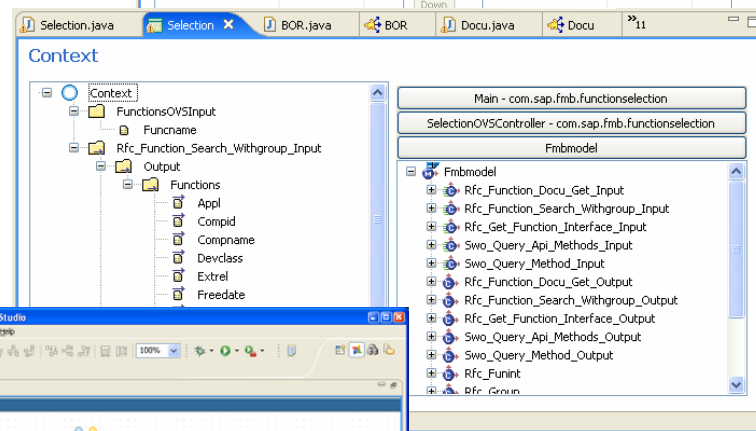 Down
Selection.java
Selection
BOR.java
BOR
Docu.java
Docu
»11
Context
Context
FunctionsOVSInput
Funcname
Rfc_Function_Search_Withgroup_Input
Output
Functions
Appl
Compid
Compname
Devclass
Extrel
Freedate
Main - com.sap.fmb.functionselection
SelectionOVSController - com.sap.fmb.functionselection
Fmbmodel
Fmbmodel
Rfc_Function_Docu_Get_Input
Rfc_Function_Search_Withgroup_Input
Rfc_Get_Function_Interface_Input
Swo_Query_Api_Methods_Input
Swo_Query_Method_Input
Rfc_Function_Docu_Get_Output
Rfc_Function_Search_Withgroup_Output
Rfc_Get_Function_Interface_Output
Swo_Query_Api_Methods_Output
Swo_Query_Method_Output
Rfc_Funint
Rfc_Group
Studio
Help
100%